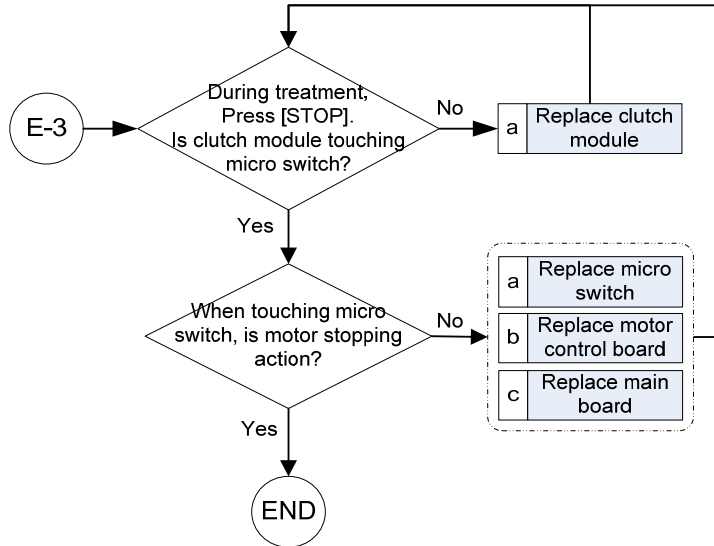 E-3
During treatment,
Press [STOP].
Is clutch module touching
micro switch?
No
a
Replace clutch
module
Yes
When touching micro
switch, is motor stopping
action?
No
a
Replace micro
switch
b
Replace motor
control board
c
Replace main
board
Yes
END